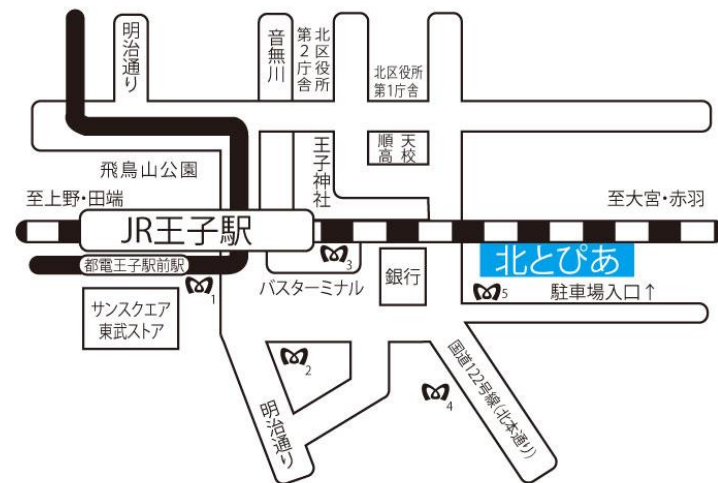 明治通り
音無川
北区役所
第2庁舎
北区役所
第1庁舎
順天
高校
王子神社
飛鳥山公園
至上野・田端
至大宮・赤羽
JR王子駅
北とぴあ
都電王子駅前駅
3
銀行
1
バスターミナル
5
駐車場入口↑
サンスクエア
東武ストア
2
4
明治通り
国道122号線(北本通り)